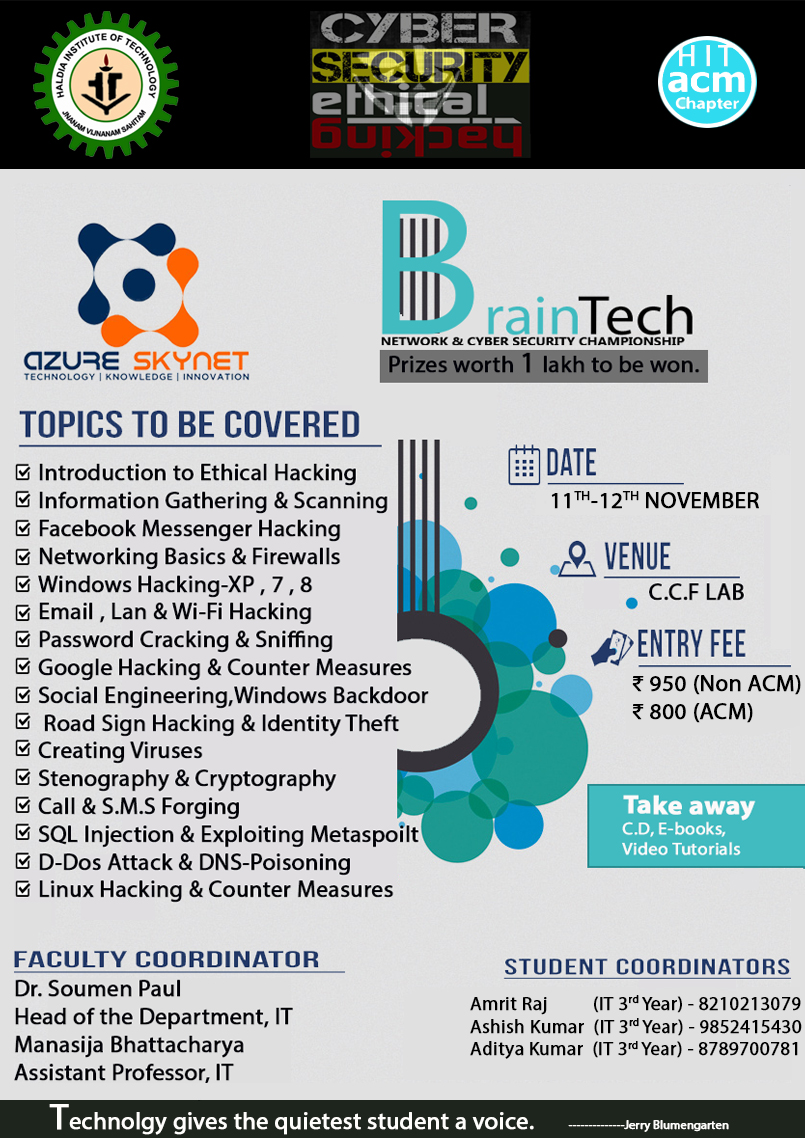 HALDIA INSTITUTE OF TECHNOLOGY
JNANAM VIJNANAM SAHITAM
CYBER
SECURITY
ethical
hacking
HIT
acm
Chapter
AZURE SKYNET
TECHNOLOGY | KNOWLEDGE | INNOVATION
BrainTech
NETWORK & CYBER SECURITY CHAMPIONSHIP
Prizes worth 1 lakh to be won.
TOPICS TO BE COVERED
Introduction to Ethical Hacking
Information Gathering & Scanning
Facebook Messenger Hacking
Networking Basics & Firewalls
Windows Hacking-XP , 7 , 8
Email , Lan & Wi-Fi Hacking
Password Cracking & Sniffing
Google Hacking & Counter Measures
Social Engineering,Windows Backdoor
Road Sign Hacking & Identity Theft
Creating Viruses
Stenography & Cryptography
Call & S.M.S Forging
SQL Injection & Exploiting Metaspoilt
D-Dos Attack & DNS-Poisoning
Linux Hacking & Counter Measures
DATE
11TH-12TH NOVEMBER
VENUE
C.C.F LAB
ENTRY FEE
₹ 950 (Non ACM)
₹ 800 (ACM)
Take away
C.D, E-books,
Video Tutorials
FACULTY COORDINATOR
Dr. Soumen Paul
Head of the Department, IT
Manasija Bhattacharya
Assistant Professor, IT
STUDENT COORDINATORS
Amrit Raj (IT 3rd Year) - 8210213079
Ashish Kumar (IT 3rd Year) - 9852415430
Aditya Kumar (IT 3rd Year) - 8789700781
Technolgy gives the quietest student a voice. --------------Jerry Blumengarten